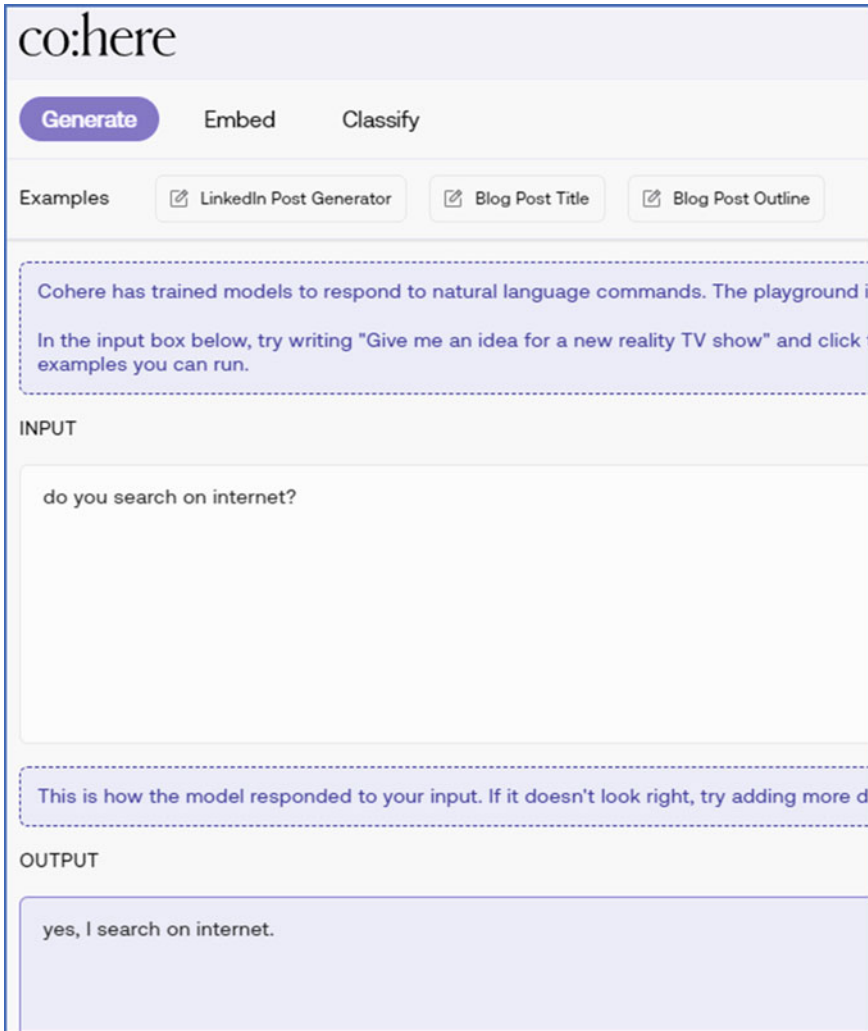 co:here
Generate Embed Classify
Examples LinkedIn Post Generator Blog Post Title Blog Post Outline
Cohere has trained models to respond to natural language commands. The playground i
In the input box below, try writing "Give me an idea for a new reality TV show" and click
examples you can run.
INPUT
do you search on internet?
This is how the model responded to your input. If it doesn't look right, try adding more d
OUTPUT
yes, I search on internet.